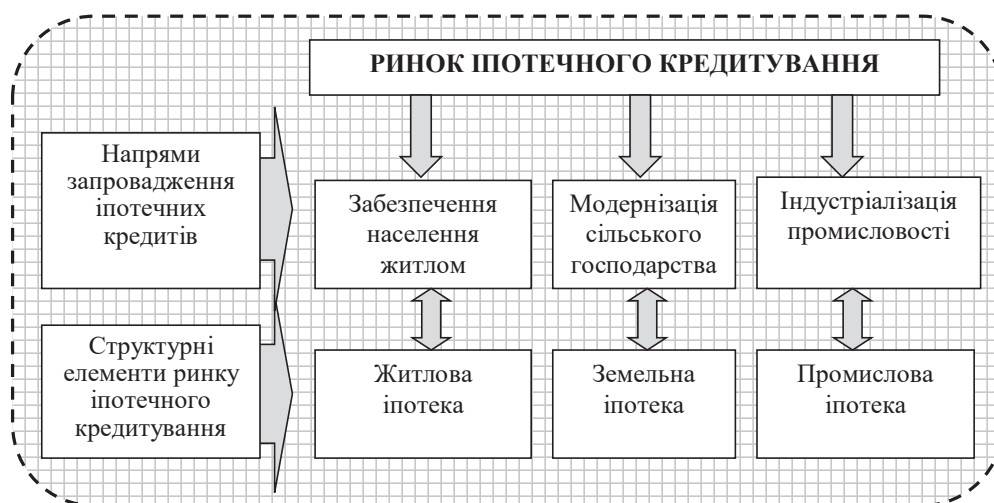 РИНОК ІПОТЕЧНОГО КРЕДИТУВАННЯ
Напрями
запровадження
іпотечних
кредитів
Забезпечення
населення
житлом
Модернізація
сільського
господарства
Індустріалізація
промисловості
Структурні
елементи ринку
іпотечного
кредитування
Житлова
іпотека
Земельна
іпотека
Промислова
іпотека